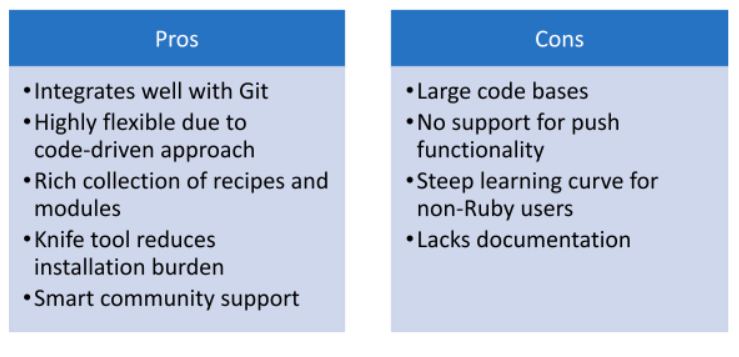 Pros
•Integrates well with Git
•Highly flexible due to
code-driven approach
•Rich collection of recipes and
modules
•Knife tool reduces
installation burden
•Smart community support
Cons
•Large code bases
•No support for push
functionality
•Steep learning curve for
non-Ruby users
•Lacks documentation